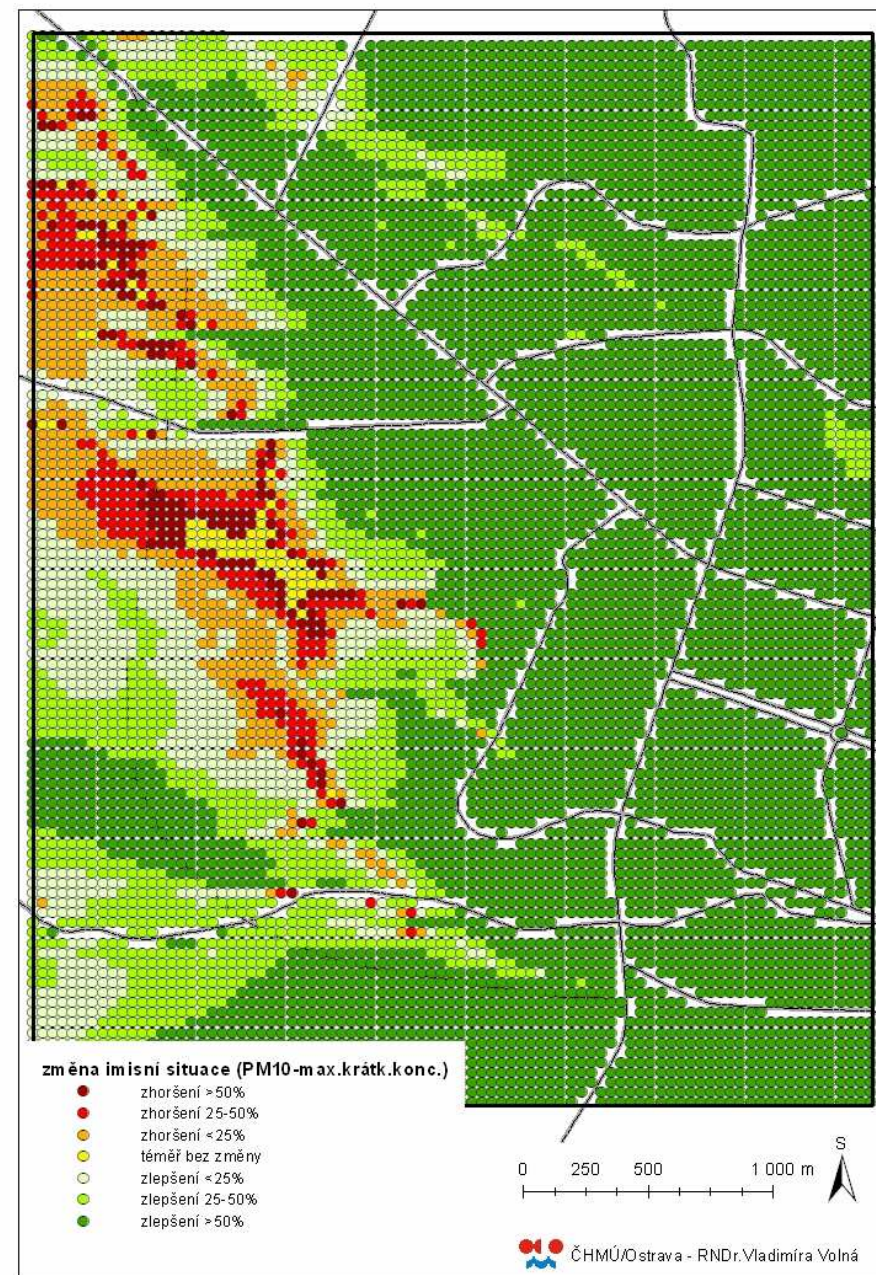 změna imisní situace (PM10-max.krátk.konc.)
zhoršení >50%
zhoršení 25-50%
zhoršení <25%
téměř bez změny
zlepšení <25%
zlepšení 25-50%
zlepšení >50%
S
0 250 500 1 000 m
ČHMÚ/Ostrava - RNDr.Vladimíra Volná